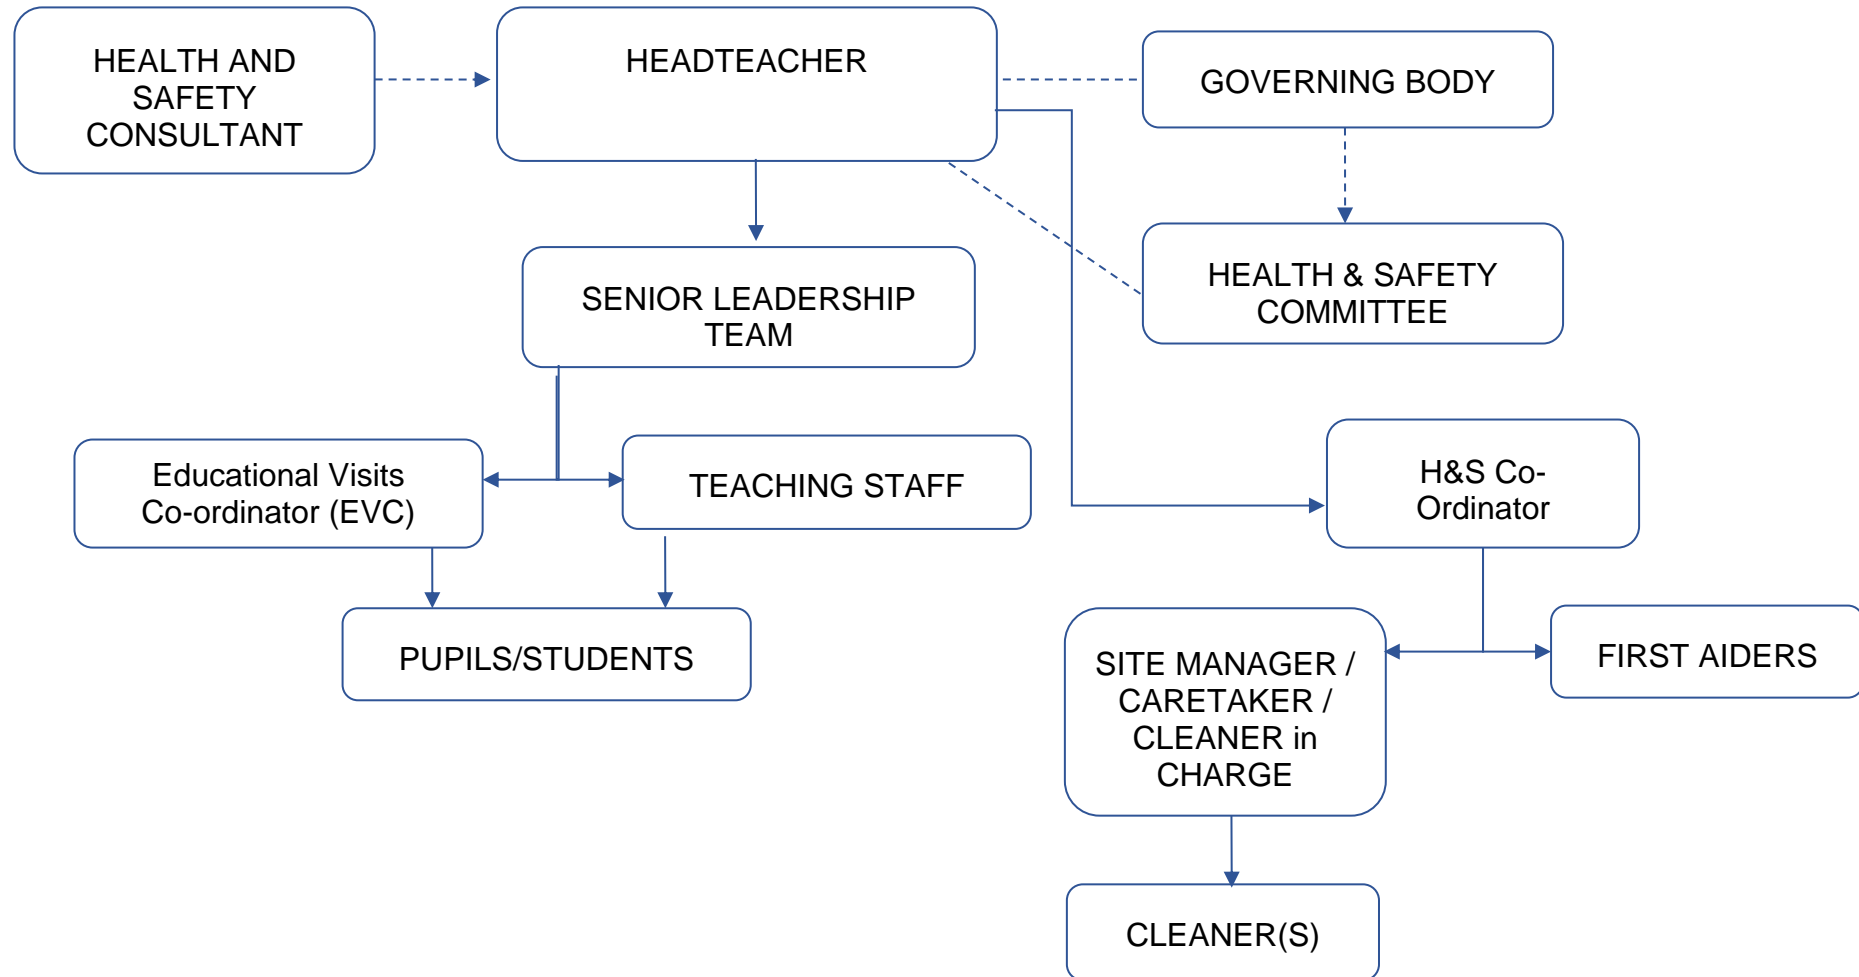 HEALTH AND
SAFETY
CONSULTANT
HEADTEACHER
GOVERNING BODY
HEALTH & SAFETY
COMMITTEE
SENIOR LEADERSHIP
TEAM
Educational Visits
Co-ordinator (EVC)
TEACHING STAFF
H&S Co-
Ordinator
PUPILS/STUDENTS
SITE MANAGER /
CARETAKER /
CLEANER in
CHARGE
FIRST AIDERS
CLEANER(S)